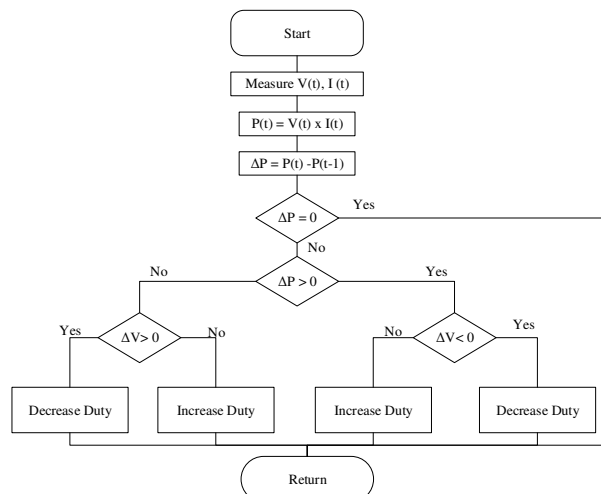 Start
Measure V(t), I (t)
P(t) = V(t) x I(t)
ΔP = P(t) -P(t-1)
ΔP = 0
Yes
No
ΔP > 0
No
Yes
ΔV> 0
Yes
No
ΔV< 0
No
Yes
Decrease Duty
Increase Duty
Increase Duty
Decrease Duty
Return